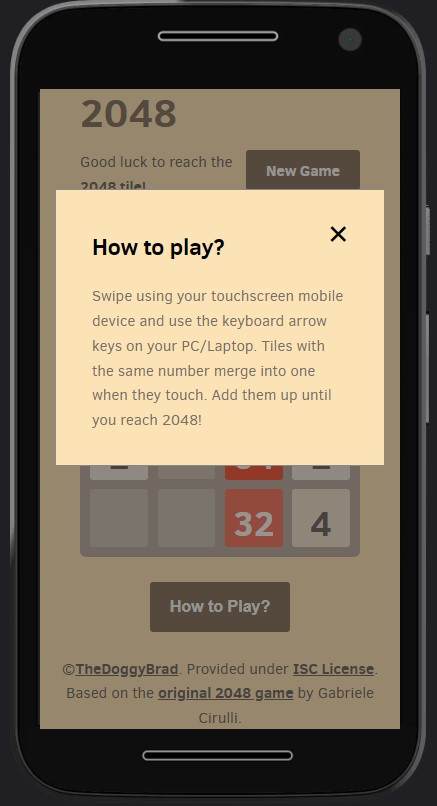 2048
Good luck to reach the
2048 tile!
New Game
How to play?
Swipe using your touchscreen mobile
device and use the keyboard arrow
keys on your PC/Laptop. Tiles with
the same number merge into one
when they touch. Add them up until
you reach 2048!
32
4
How to Play?
©TheDoggyBrad. Provided under ISC License.
Based on the original 2048 game by Gabriele
Cirulli.